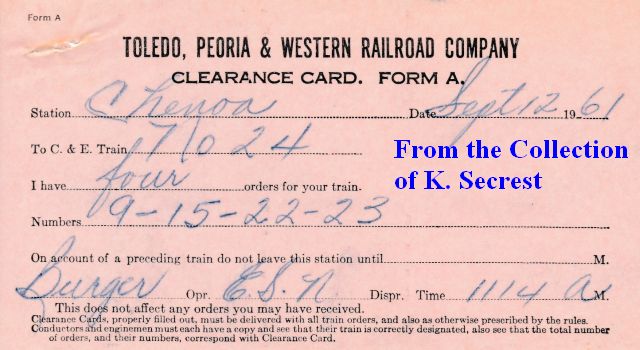 Form A
TOLEDO, PEORIA & WESTERN RAILROAD COMPANY
CLEARANCE CARD. FORM A.
Station Chenoa Date Sept 12 1961
To C. & E. Train 7024
From the Collection
of K. Secrest
I have four orders for your train.
Numbers 9-15-22-23
On account of a preceding train do not leave this station until M.
Burger Opr. E.S.N Dispr. Time 1114 A M.
This does not affect any orders you may have received.
Clearance Cards, properly filled out, must be delivered with all train orders, and also as otherwise prescribed by the rules.
Conductors and enginemen must each have a copy and see that their train is correctly designated, also see that the total number
of orders, and their numbers, correspond with Clearance Card.